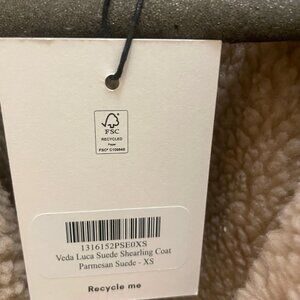 FSC
RECYCLED
Paper
1316152PSE0XS
Veda Luca Suede Shearling Coat
Parmesan Suede - XS
Recycle me